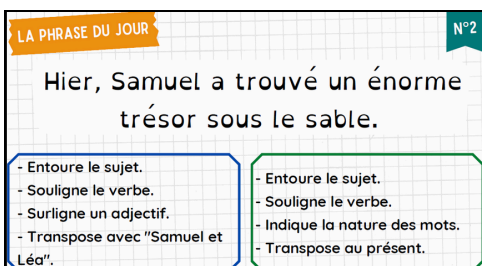 LA PHRASE DU JOUR
N°2
Hier, Samuel a trouvé un énorme
trésor sous le sable.
- Entoure le sujet.
- Souligne le verbe.
- Surligne un adjectif.
- Transpose avec "Samuel et
Léa".
- Entoure le sujet.
- Souligne le verbe.
- Indique la nature des mots.
- Transpose au présent.